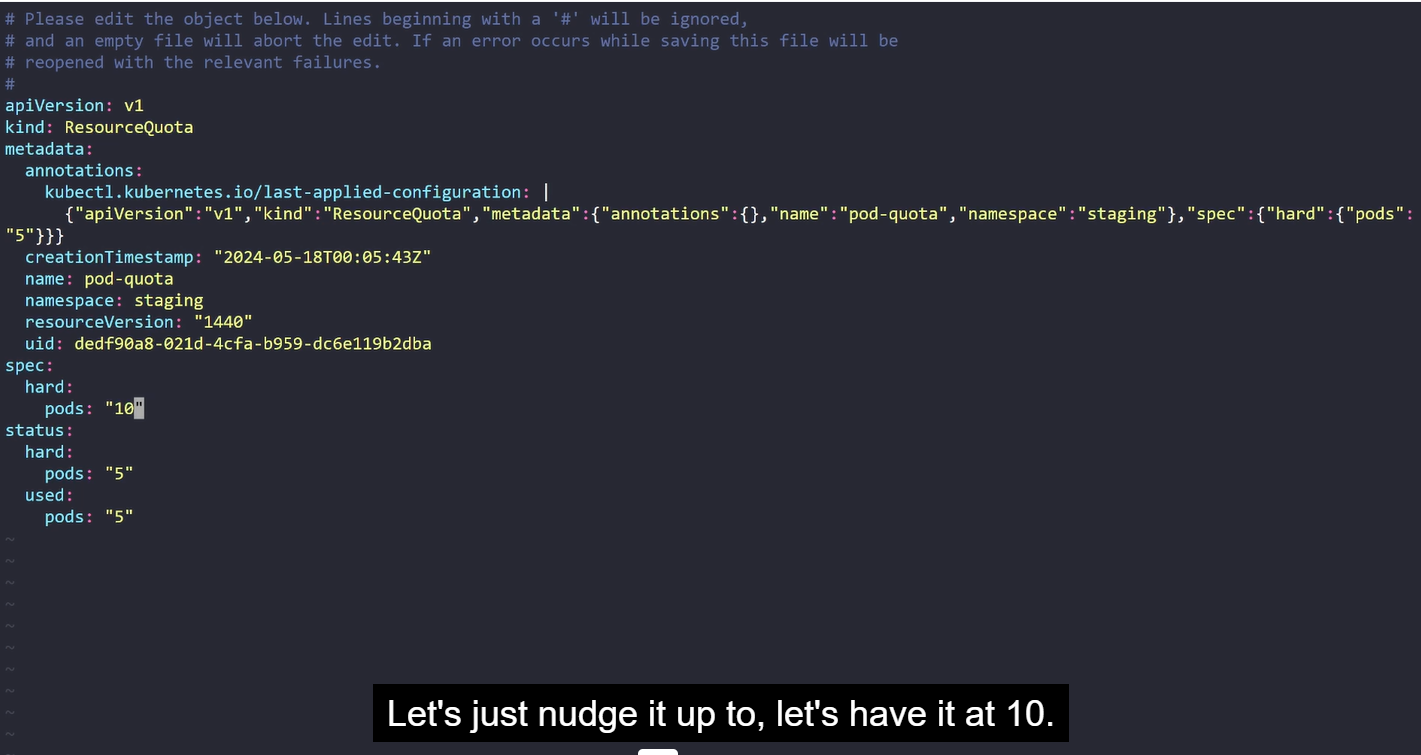 # Please edit the object below. Lines beginning with a '#' will be ignored,
# and an empty file will abort the edit. If an error occurs while saving this file will be
# reopened with the relevant failures.
#
apiVersion: v1
kind: ResourceQuota
metadata:
  annotations:
    kubectl.kubernetes.io/last-applied-configuration: |
      {"apiVersion":"v1","kind":"ResourceQuota","metadata":{"annotations":{},"name":"pod-quota","namespace":"staging"},"spec":{"hard":{"pods":
"5"}}}
  creationTimestamp: "2024-05-18T00:05:43Z"
  name: pod-quota
  namespace: staging
  resourceVersion: "1440"
  uid: dedf90a8-021d-4cfa-b959-dc6e119b2dba
spec:
  hard:
    pods: "10"
status:
  hard:
    pods: "5"
  used:
    pods: "5"
~
~
~
~
~
~
~
~
~
~
Let's just nudge it up to, let's have it at 10.